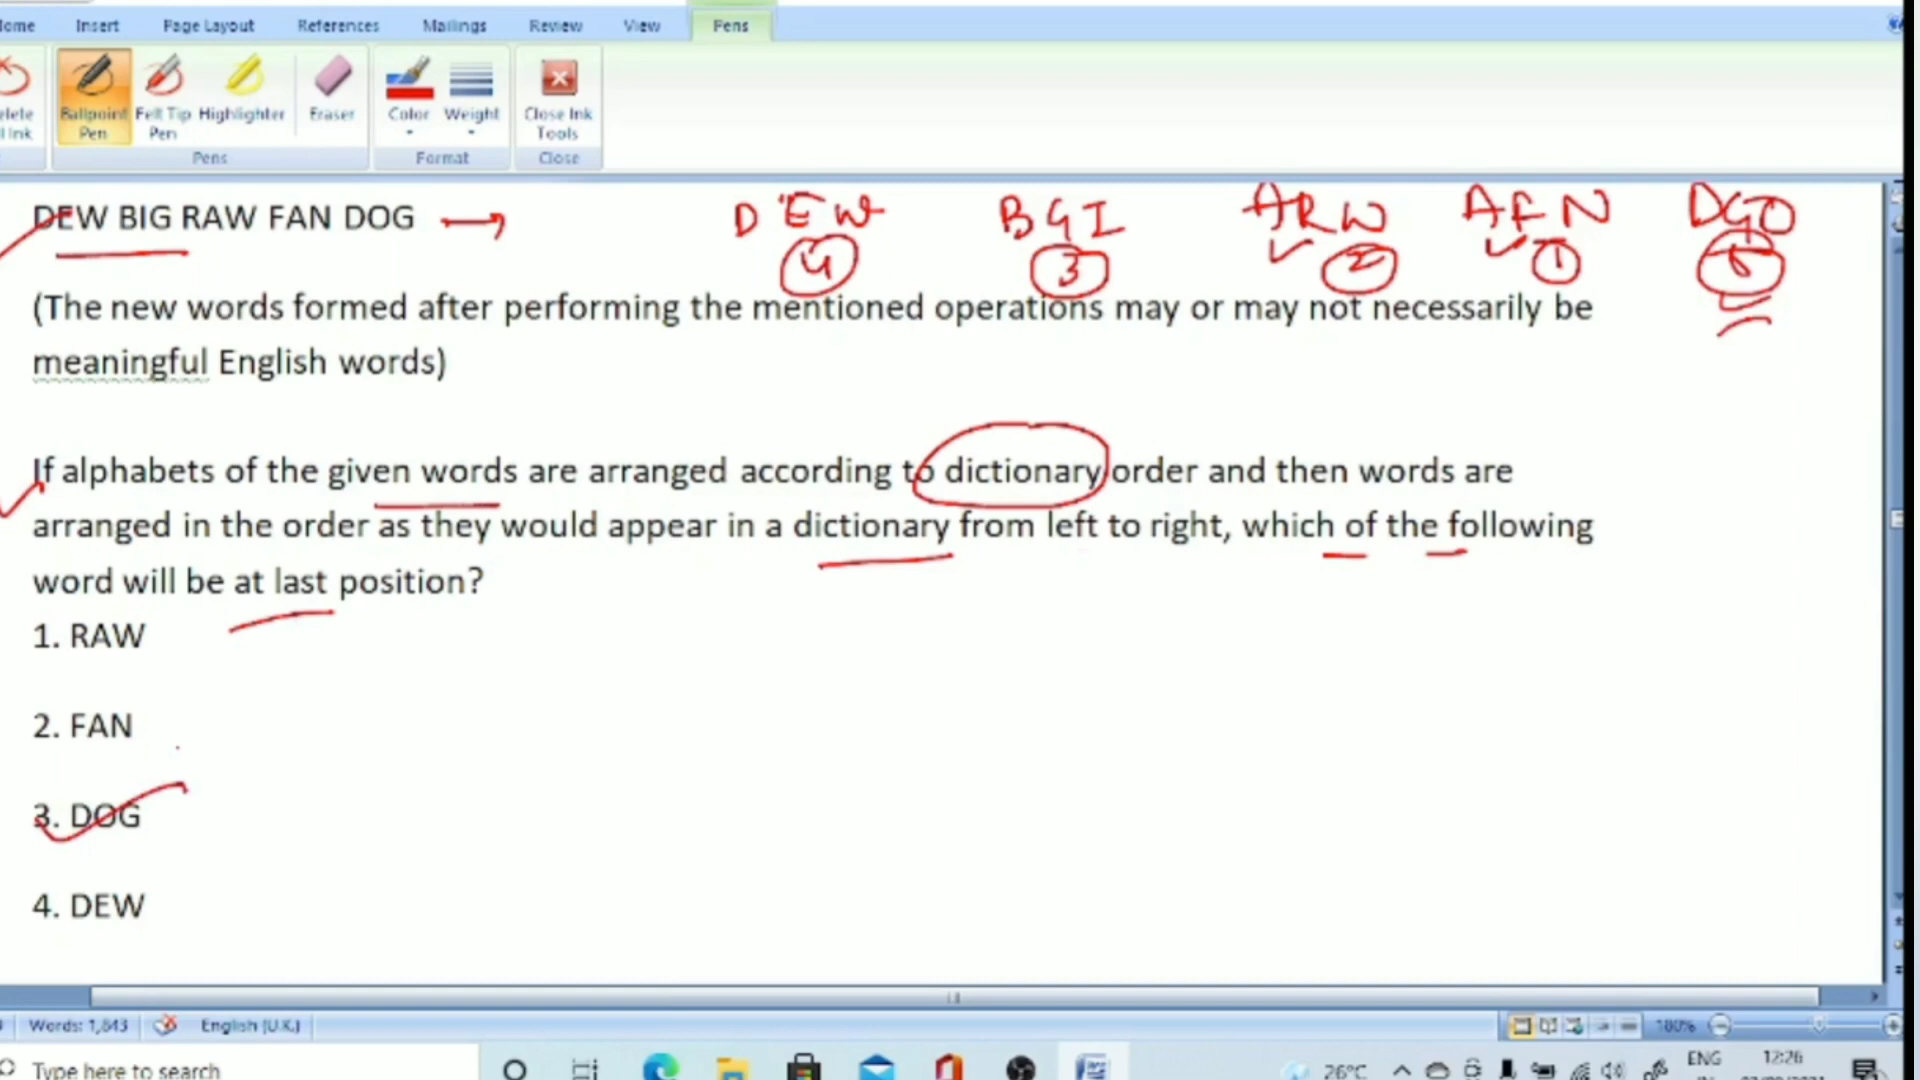 ome Insert Page Layout References Mailings Review View Pens
elete Ballpoint Felt Tip Highlighter Eraser Color Weight Close Ink
l Ink Pen Pen Tools
Pens Format Close
DEW BIG RAW FAN DOG → DEW BGI ARW AFN DGO
4 3 2 1 5
(The new words formed after performing the mentioned operations may or may not necessarily be
meaningful English words)
If alphabets of the given words are arranged according to dictionary order and then words are
arranged in the order as they would appear in a dictionary from left to right, which of the following
word will be at last position?
1. RAW
2. FAN
3. DOG
4. DEW
Words: 1,643 English (U.K.) 180%
Type here to search 26°C ENG 12:26